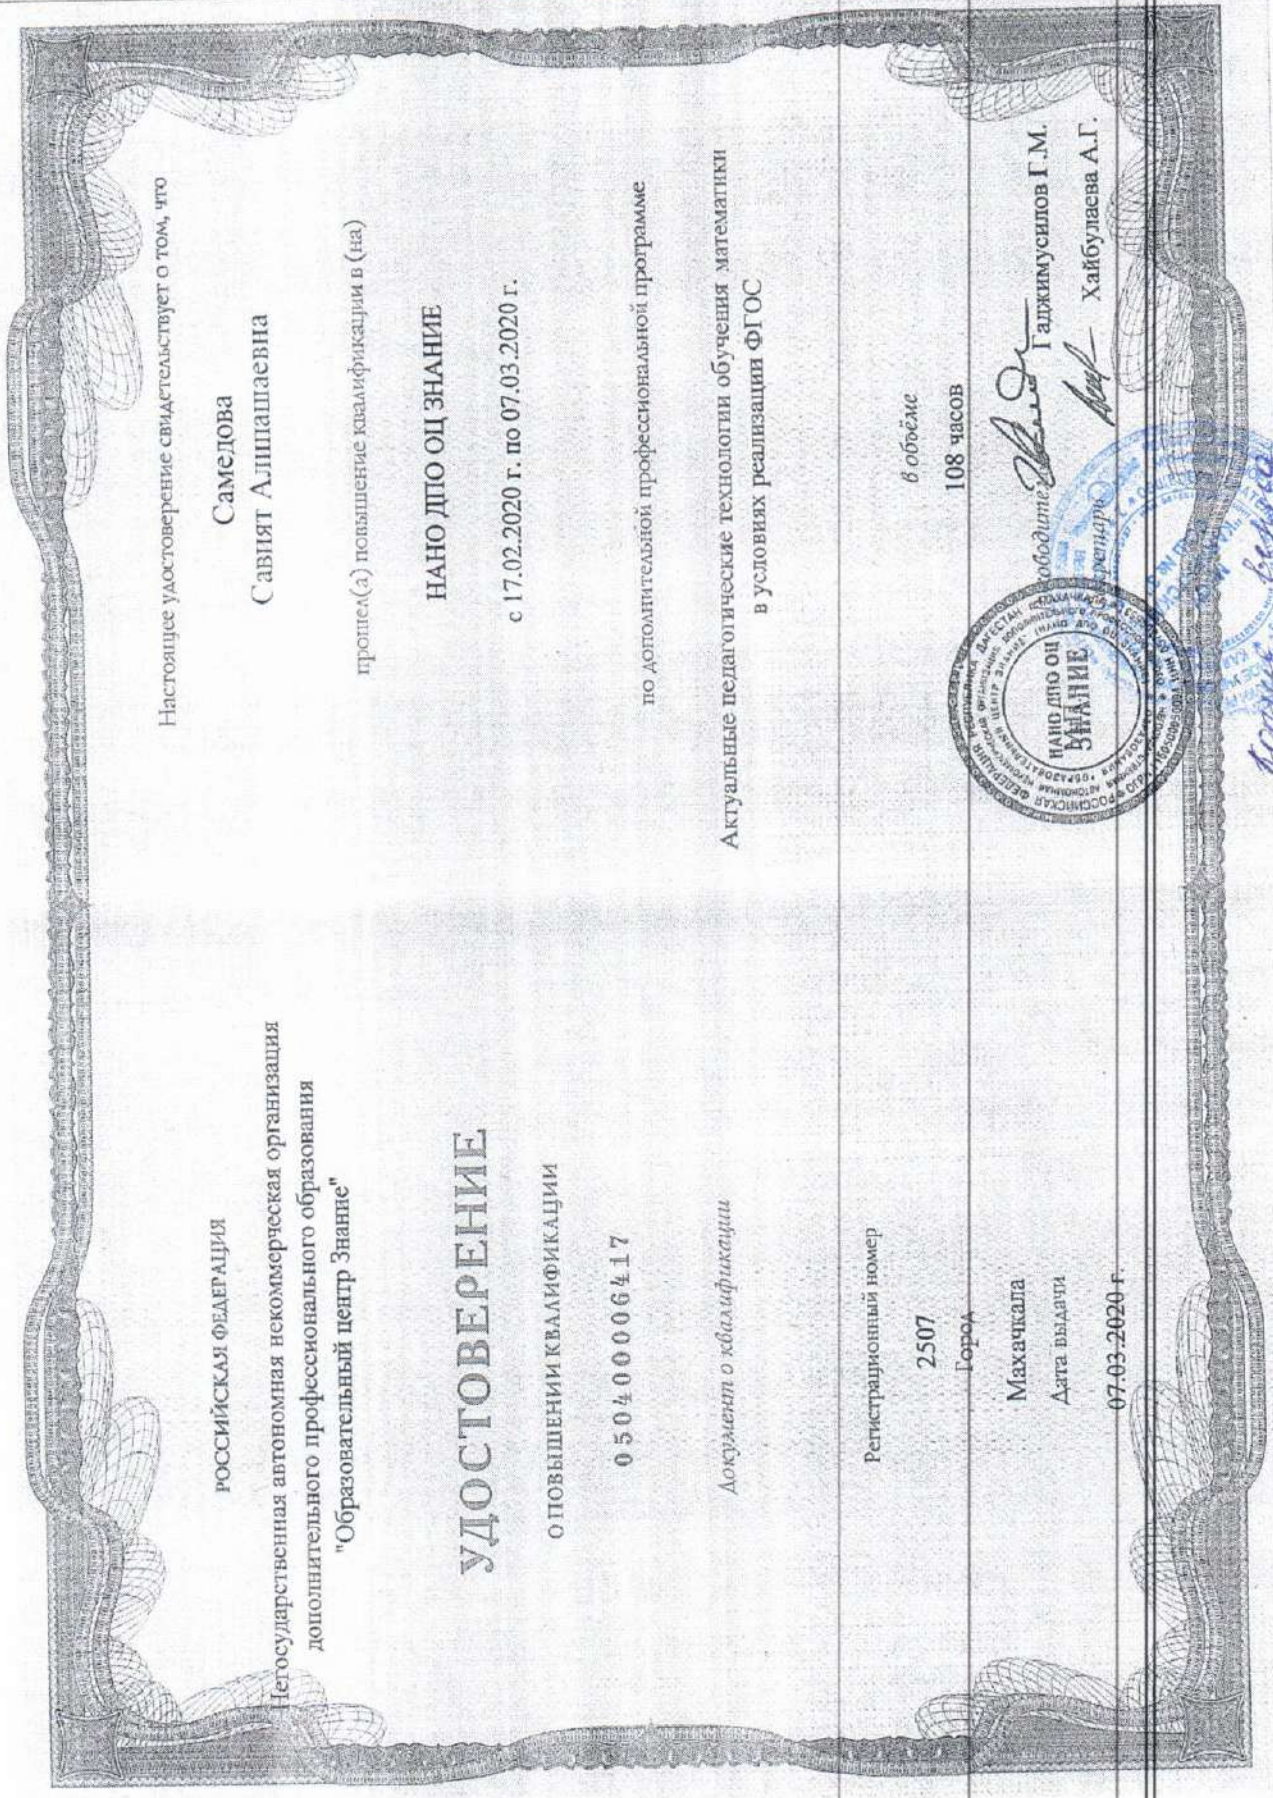 РОССИЙСКАЯ ФЕДЕРАЦИЯ
Негосударственная автономная некоммерческая организация
дополнительного профессионального образования
"Образовательный центр Знание"
УДОСТОВЕРЕНИЕ
О ПОВЫШЕНИИ КВАЛИФИКАЦИИ
050400006417
Документ о квалификации
Регистрационный номер
2507
Город
Махачкала
Дата выдачи
07.03.2020 г.
Настоящее удостоверение свидетельствует о том, что
Самедова
Савият Алипашаевна
прошел(а) повышение квалификации в (на)
НАНО ДПО ОЦ ЗНАНИЕ
с 17.02.2020 г. по 07.03.2020 г.
по дополнительной профессиональной программе
Актуальные педагогические технологии обучения математики
в условиях реализации ФГОС
в объёме
108 часов
Гаджимусилов Г.М.
Хайбулаева А.Г.
НАНО ДПО ОЦ
ЗНАНИЕ